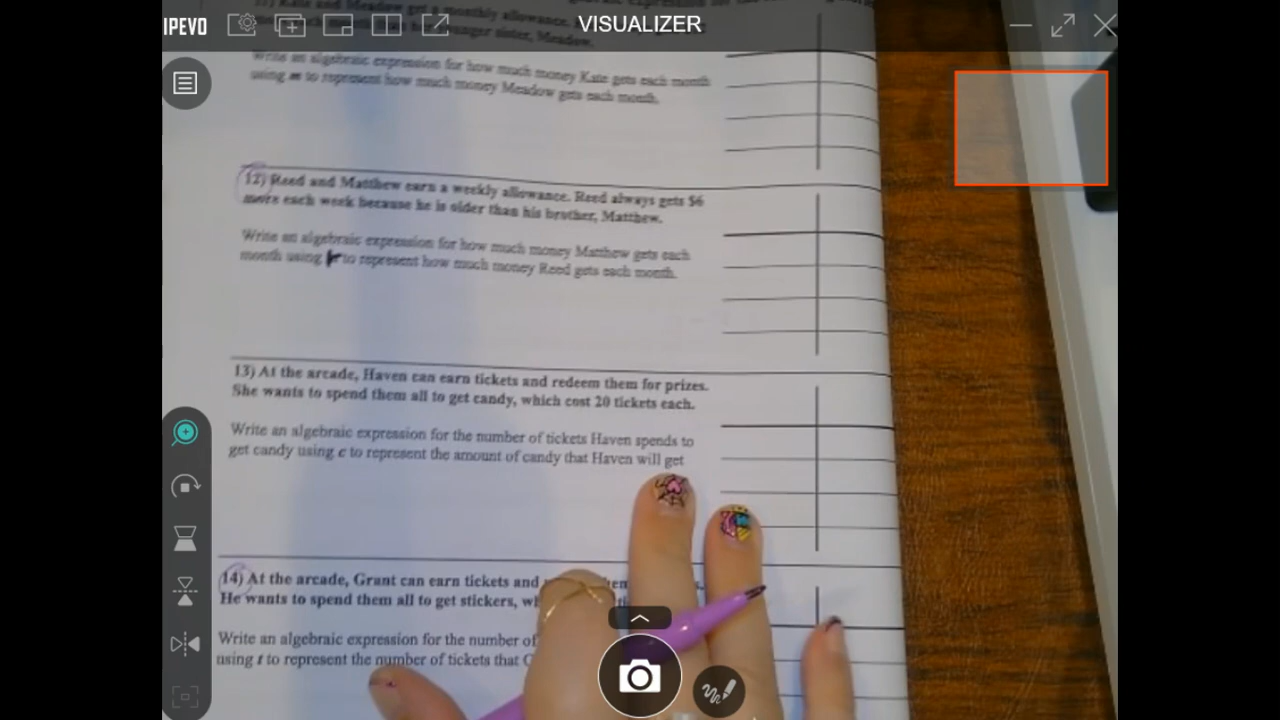 IPEVO
VISUALIZER
monthly allowance.
sister, Meadow.
Write an algebraic expression for how much money Kate gets each month
using m to represent how much money Meadow gets each month.
12) Reed and Matthew earn a weekly allowance. Reed always gets $6
more each week because he is older than his brother, Matthew.
Write an algebraic expression for how much money Matthew gets each
month using r to represent how much money Reed gets each month.
13) At the arcade, Haven can earn tickets and redeem them for prizes.
She wants to spend them all to get candy, which cost 20 tickets each.
Write an algebraic expression for the number of tickets Haven spends to
get candy using c to represent the amount of candy that Haven will get
14) At the arcade, Grant can earn tickets and
He wants to spend them all to get stickers,
Write an algebraic expression for the number of
using t to represent the number of tickets that